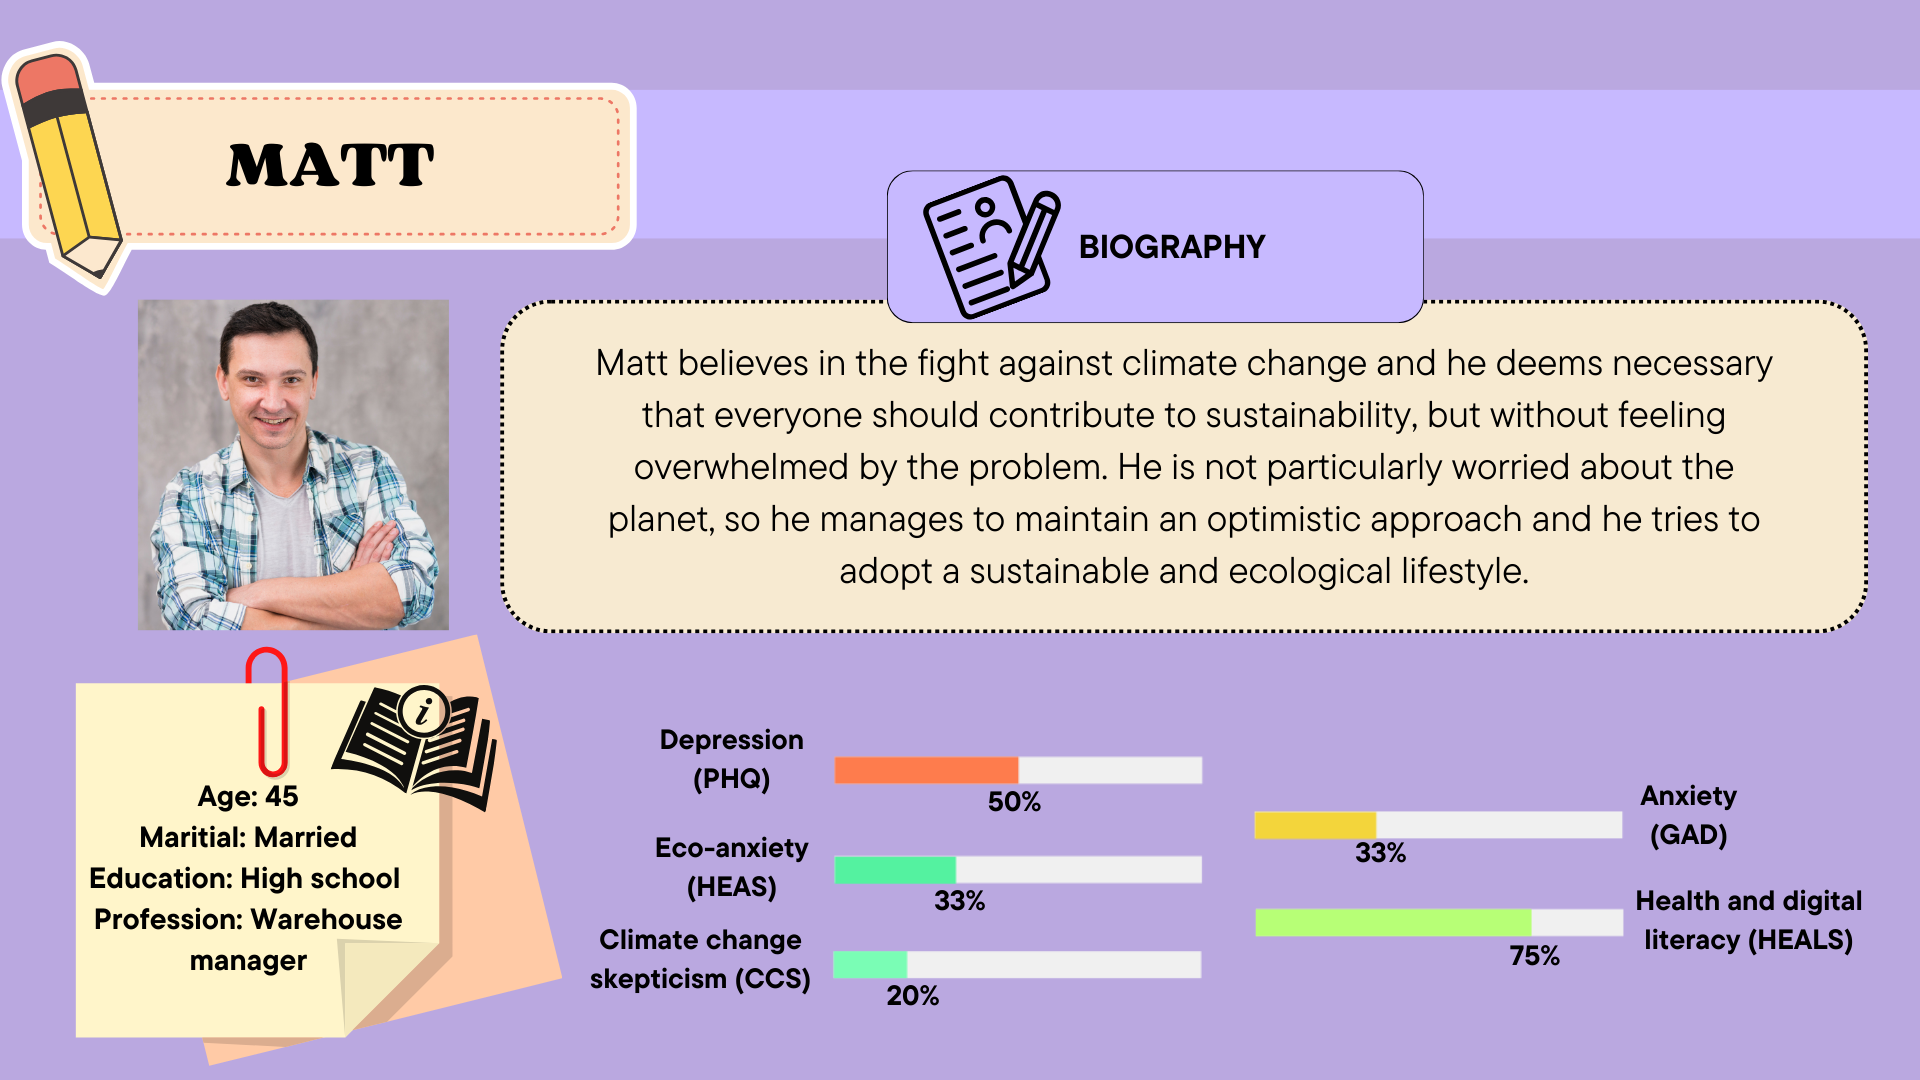 MATT
BIOGRAPHY
Matt believes in the fight against climate change and he deems necessary
that everyone should contribute to sustainability, but without feeling
overwhelmed by the problem. He is not particularly worried about the
planet, so he manages to maintain an optimistic approach and he tries to
adopt a sustainable and ecological lifestyle.
i
Age: 45
Maritial: Married
Education: High school
Profession: Warehouse
manager
Depression
(PHQ)
50%
Eco-anxiety
(HEAS)
33%
Climate change
skepticism (CCS)
20%
Anxiety
(GAD)
33%
Health and digital
literacy (HEALS)
75%